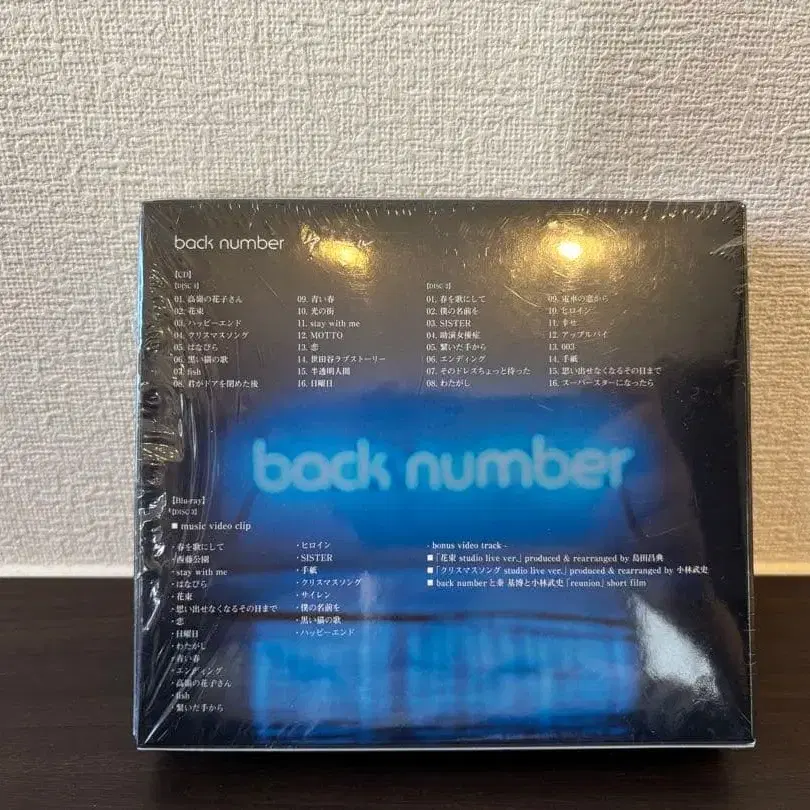 back number アンコール
【CD】
【DISC 1】
01. 高嶺の花子さん
02. 花束
03. ハッピーエンド
04. クリスマスソング
05. はなびら
06. 黒い猫の歌
07. fish
08. 君がドアを閉めた後
09. 青い春
10. 光の街
11. stay with me
12. MOTTO
13. 恋
14. 世田谷ラブストーリー
15. 半透明人間
16. 日曜日
【DISC 2】
01. 春を歌にして
02. 僕の名前を
03. SISTER
04. 助演女優症
05. 繋いだ手から
06. エンディング
07. そのドレスちょっと待った
08. わたがし
09. 電車の窓から
10. ヒロイン
11. 幸せ
12. アップルパイ
13. 003
14. 手紙
15. 思い出せなくなるその日まで
16. スーパースターになったら
back number
【Blu-ray】
【DISC 3】
■ music video clip
・春を歌にして
・西藤公園
・stay with me
・はなびら
・花束
・思い出せなくなるその日まで
・恋
・日曜日
・わたがし
・青い春
・エンディング
・高嶺の花子さん
・fish
・繋いだ手から
・ヒロイン
・SISTER
・手紙
・クリスマスソング
・サイレン
・僕の名前を
・黒い猫の歌
・ハッピーエンド
- bonus video track -
■「花束 studio live ver.」produced & rearranged by 島田昌典
■「クリスマスソング studio live ver.」produced & rearranged by 小林武史
■ back numberと秦 基博と小林武史「reunion」short film